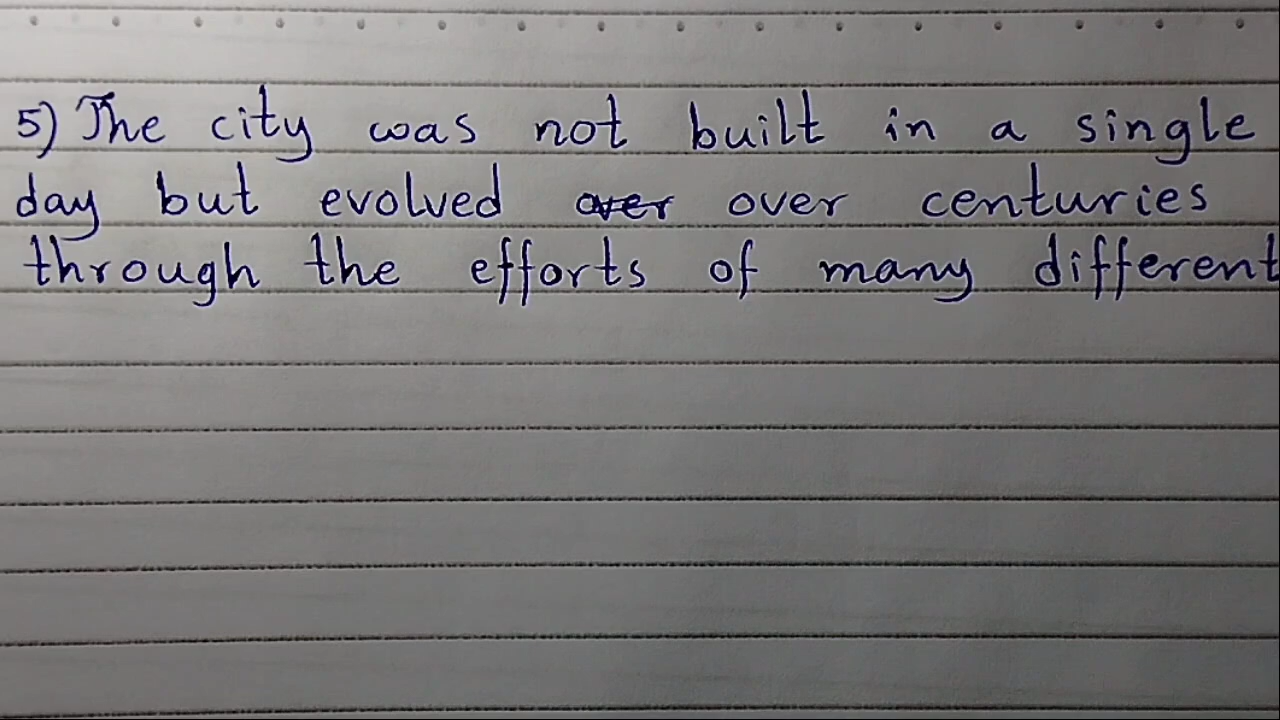 5) The city was not built in a single
day but evolved over over centuries
through the efforts of many different